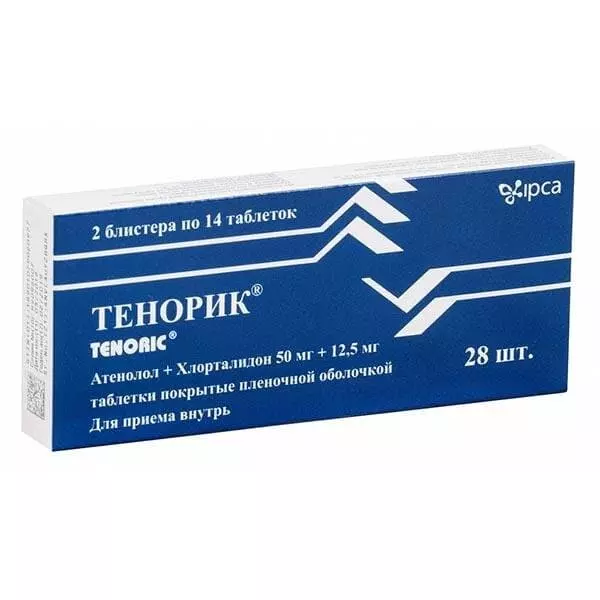 ipca
2 блистера по 14 таблеток
ТЕНОРИК®
TENORIC®
Атенолол + Хлорталидон 50 мг + 12,5 мг
таблетки покрытые пленочной оболочкой
Для приема внутрь
28 шт.